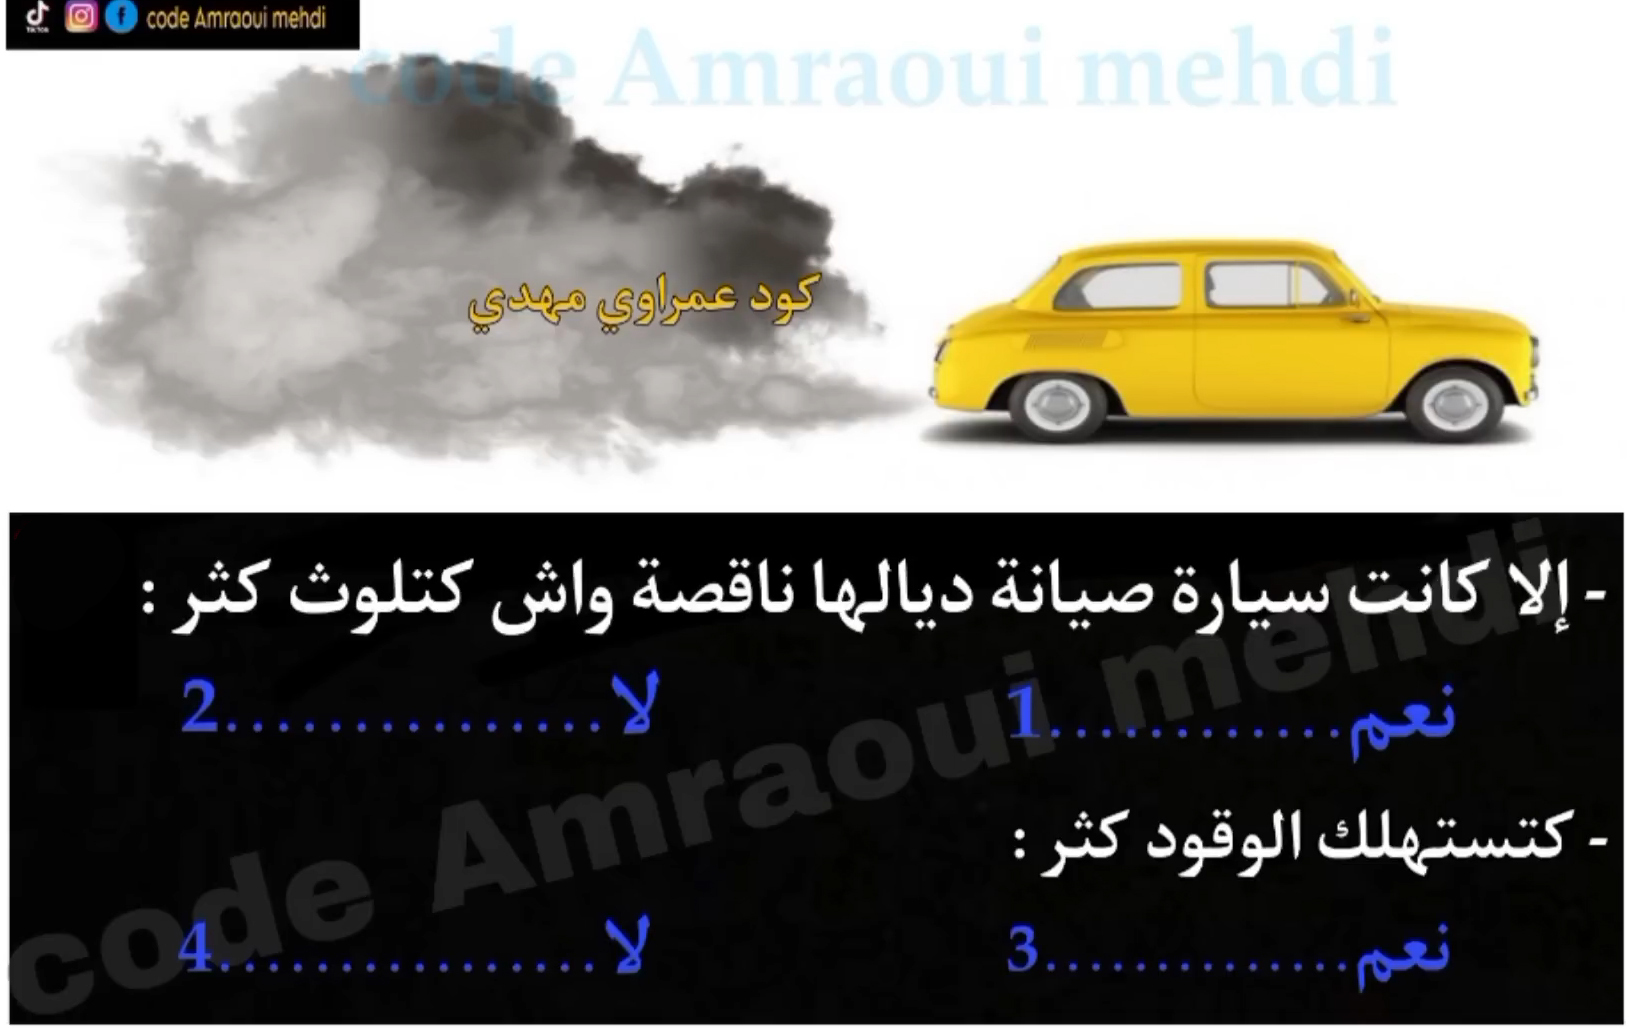 code Amraoui mehdi
code Amraoui mehdi
كود عمراوي مهدي
- إلا كانت سيارة صيانة ديالها ناقصة واش كتلوث كثر :
نعم.............1 لا................2
- كتستهلك الوقود كثر :
نعم..............3 لا..................4
code Amraoui mehdi